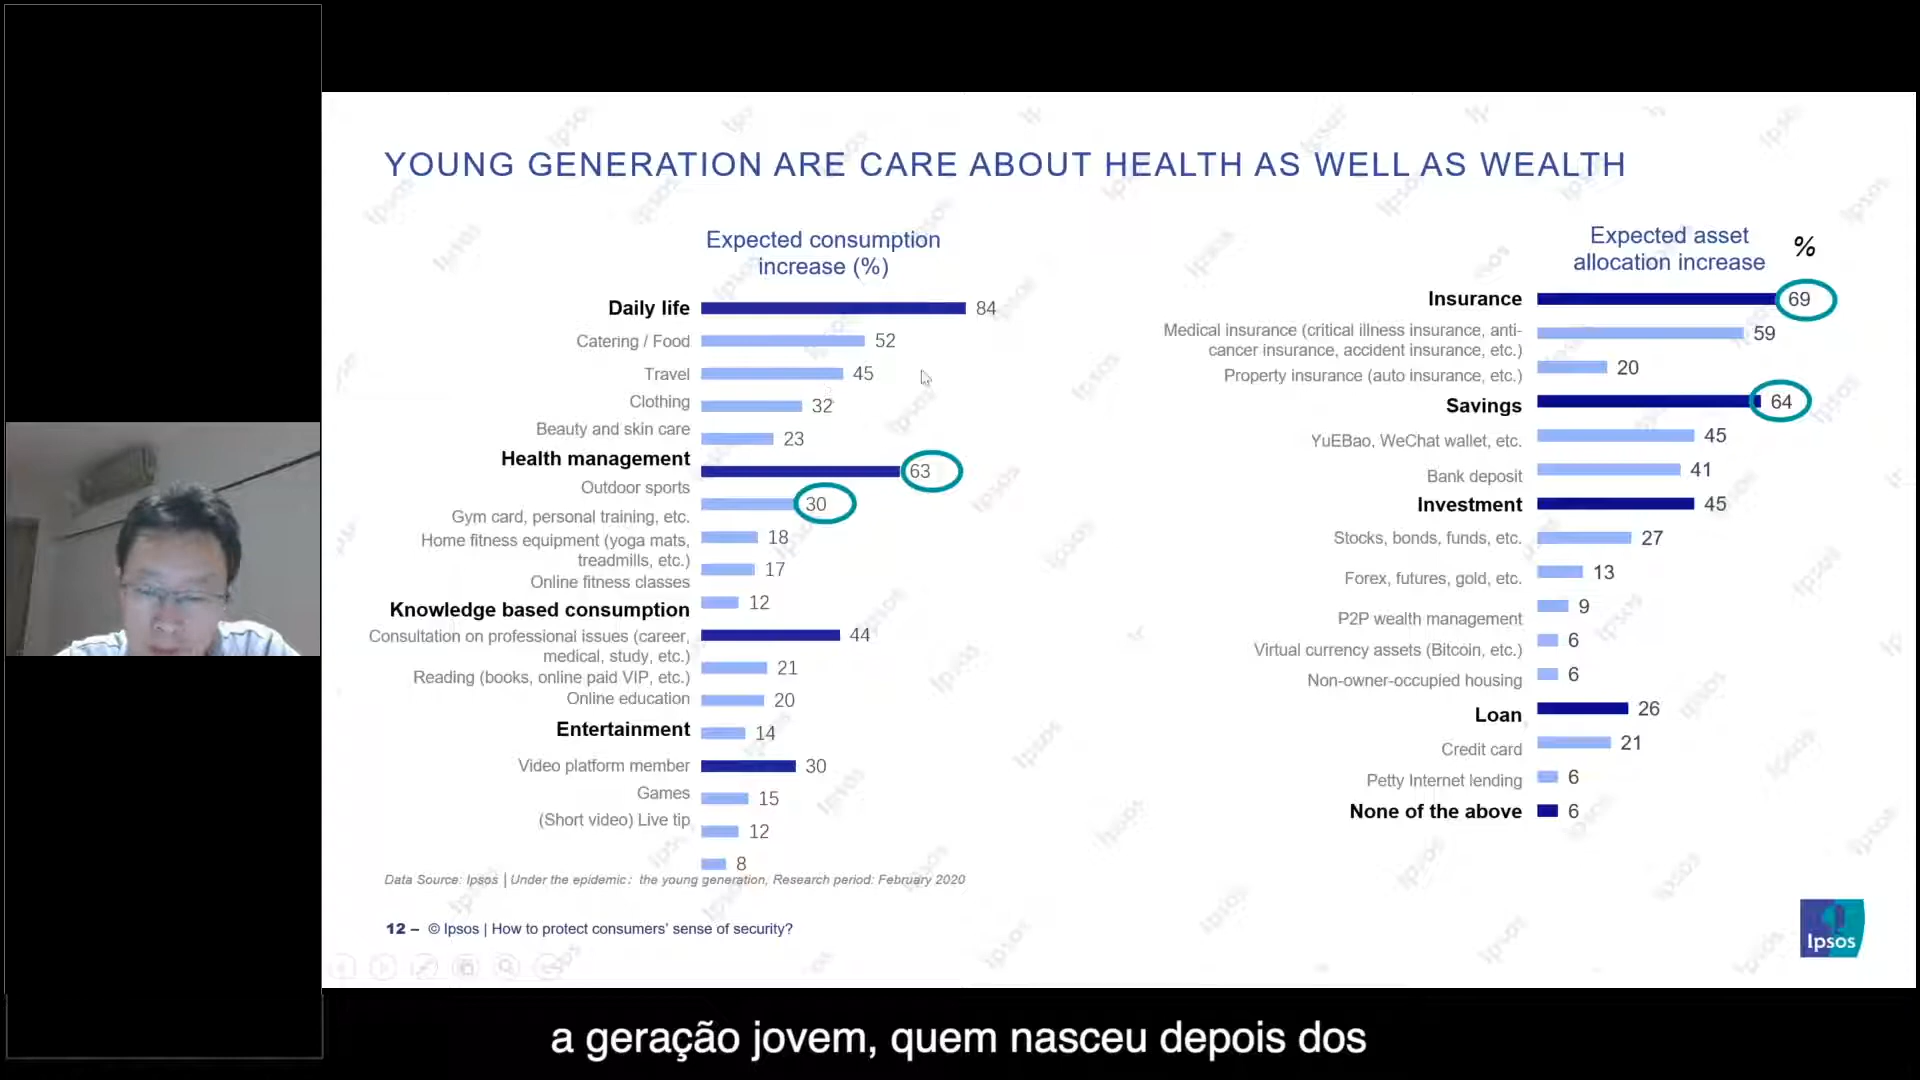 YOUNG GENERATION ARE CARE ABOUT HEALTH AS WELL AS WEALTH
Expected consumption
increase (%)
Daily life 84
Catering / Food 52
Travel 45
Clothing 32
Beauty and skin care 23
Health management 63
Outdoor sports 30
Gym card, personal training, etc. 18
Home fitness equipment (yoga mats,
treadmills, etc.) 17
Online fitness classes 12
Knowledge based consumption 44
Consultation on professional issues (career,
medical, study, etc.) 21
Reading (books, online paid VIP, etc.) 20
Online education 14
Entertainment 30
Video platform member 15
Games 12
(Short video) Live tip 8
Expected asset
allocation increase %
Insurance 69
Medical insurance (critical illness insurance, anti-
cancer insurance, accident insurance, etc.) 59
Property insurance (auto insurance, etc.) 20
Savings 64
YuEBao, WeChat wallet, etc. 45
Bank deposit 41
Investment 45
Stocks, bonds, funds, etc. 27
Forex, futures, gold, etc. 13
P2P wealth management 9
Virtual currency assets (Bitcoin, etc.) 6
Non-owner-occupied housing 6
Loan 26
Credit card 21
Petty Internet lending 6
None of the above 6
Data Source: Ipsos | Under the epidemic: the young generation, Research period: February 2020
12 – © Ipsos | How to protect consumers' sense of security?
Ipsos
a geração jovem, quem nasceu depois dos